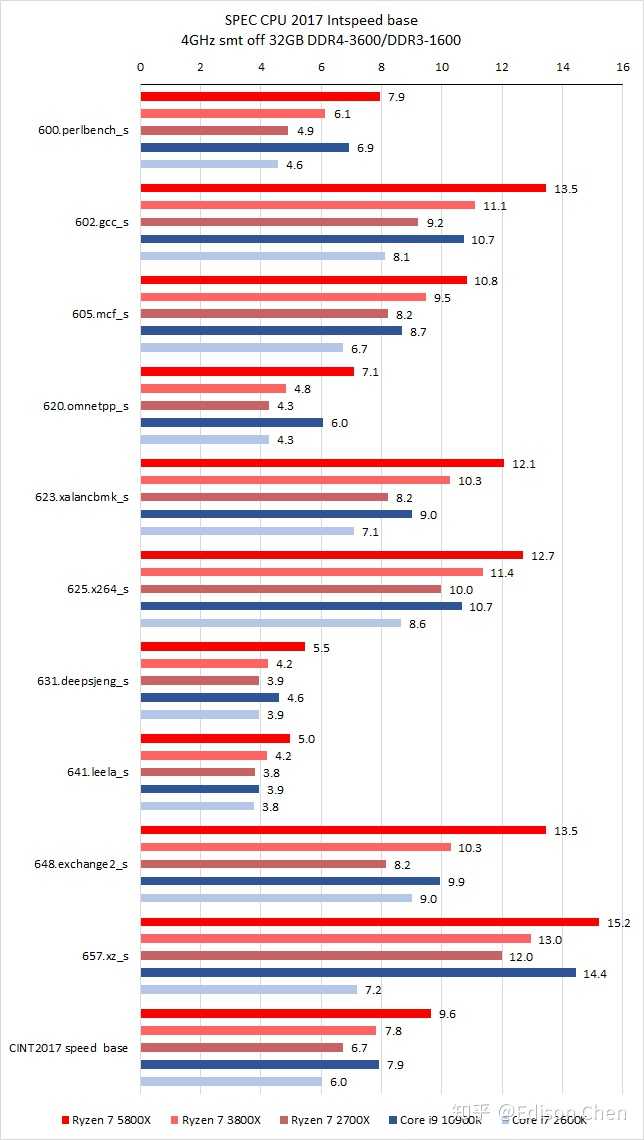 SPEC CPU 2017 Intspeed base
4GHz smt off 32GB DDR4-3600/DDR3-1600
0 2 4 6 8 10 12 14 16
7.9
6.1
600.perlbench_s 4.9
6.9
4.6
13.5
11.1
602.gcc_s 9.2
10.7
8.1
10.8
9.5
605.mcf_s 8.2
8.7
6.7
7.1
4.8
620.omnetpp_s 4.3
6.0
4.3
12.1
10.3
623.xalancbmk_s 8.2
9.0
7.1
12.7
11.4
625.x264_s 10.0
10.7
8.6
5.5
4.2
631.deepsjeng_s 3.9
4.6
3.9
5.0
4.2
641.leela_s 3.8
3.9
3.8
13.5
10.3
648.exchange2_s 8.2
9.9
9.0
15.2
13.0
657.xz_s 12.0
14.4
7.2
9.6
7.8
CINT2017 speed base 6.7
7.9
6.0
Ryzen 7 5800X Ryzen 7 3800X Ryzen 7 2700X Core i9 10900k Core i7 2600K
知乎 @Edison Chen